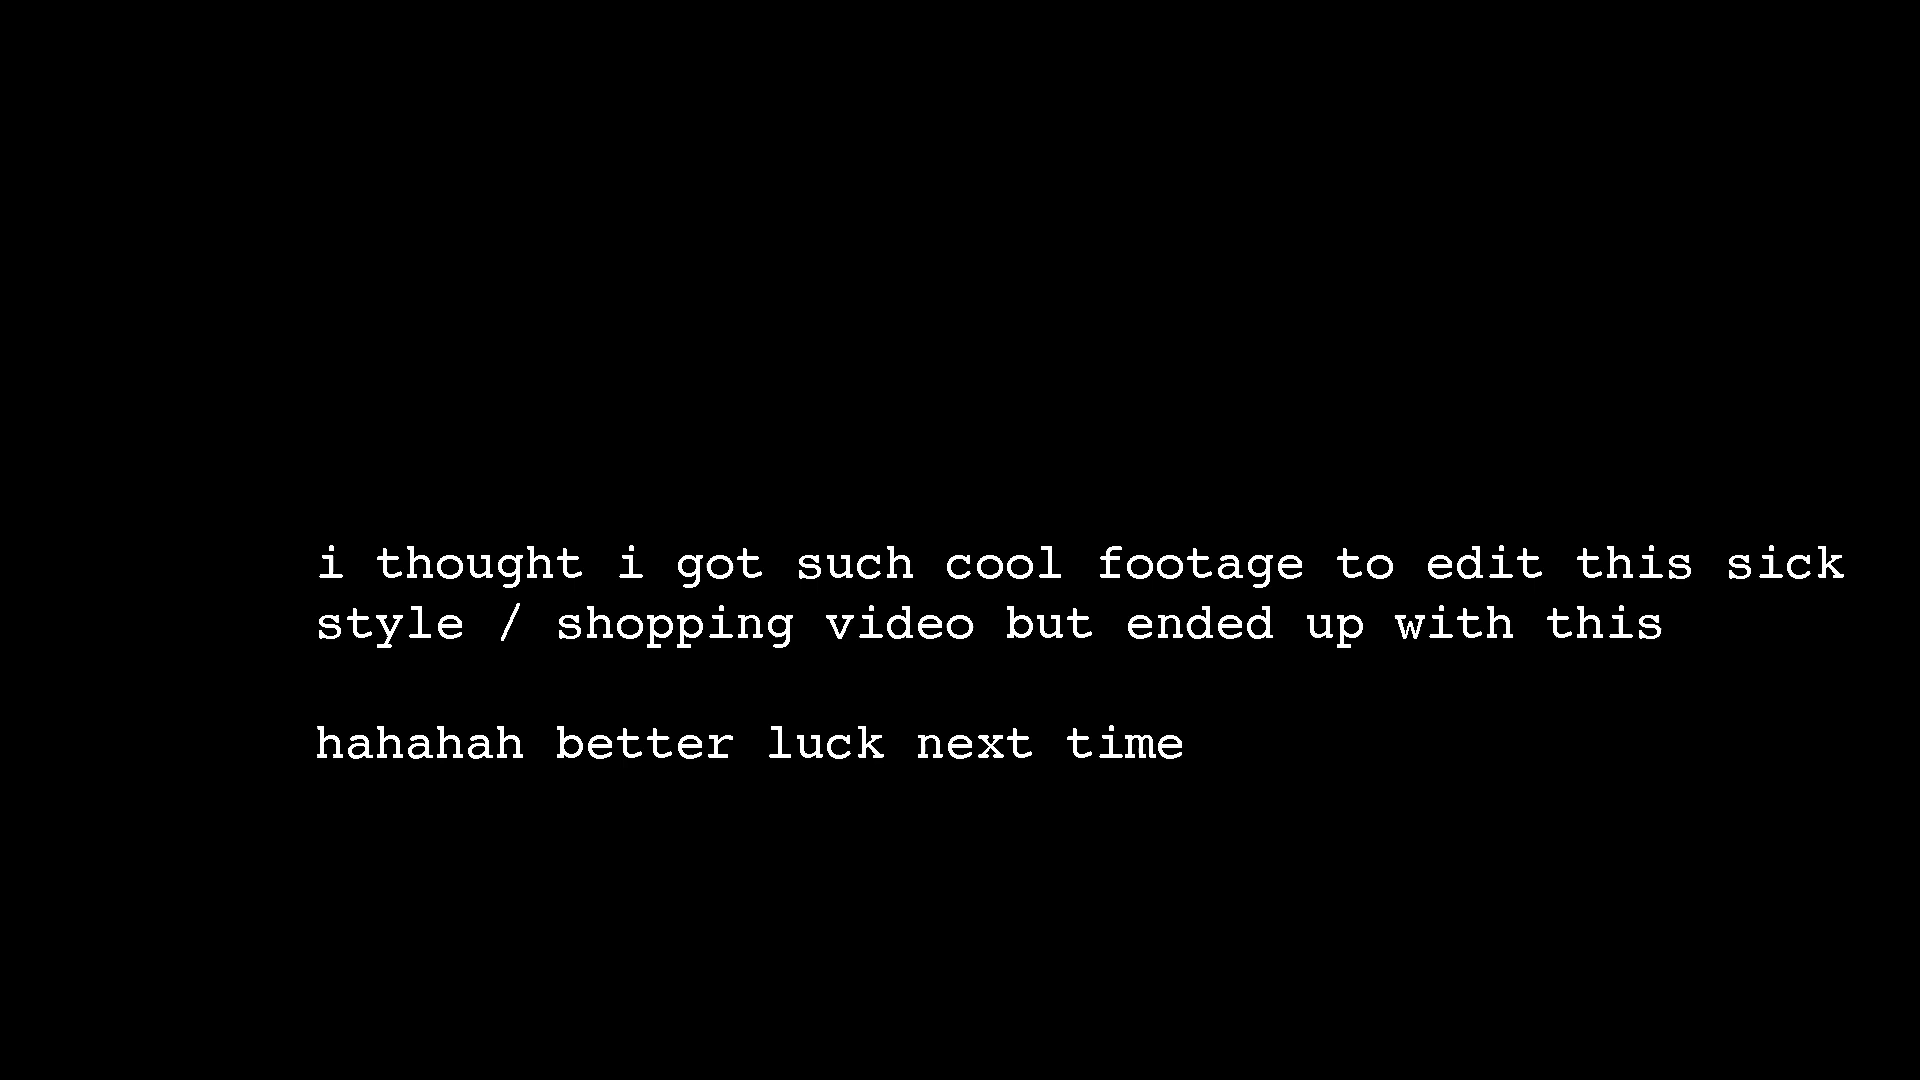 i thought i got such cool footage to edit this sick
style / shopping video but ended up with this
hahahah better luck next time